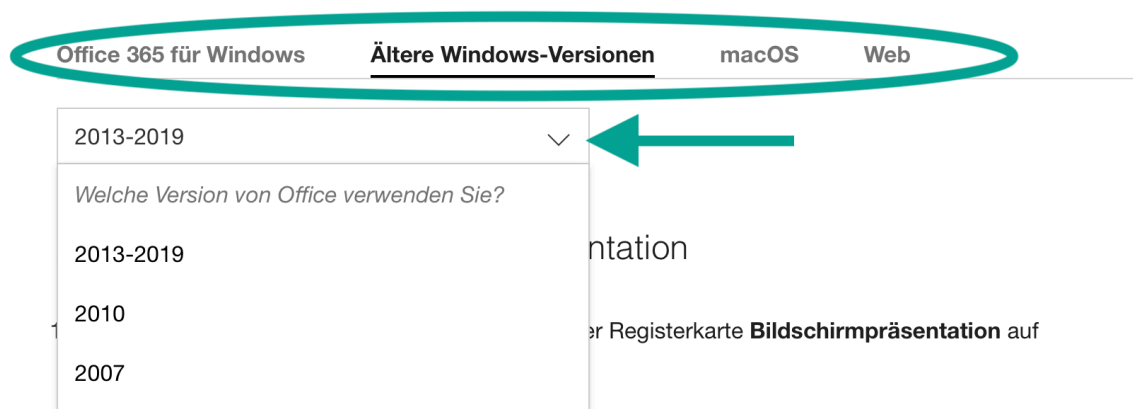 Office 365 für Windows Ältere Windows-Versionen macOS Web
2013-2019
Welche Version von Office verwenden Sie?
2013-2019
ntation
2010
er Registerkarte Bildschirmpräsentation auf
2007